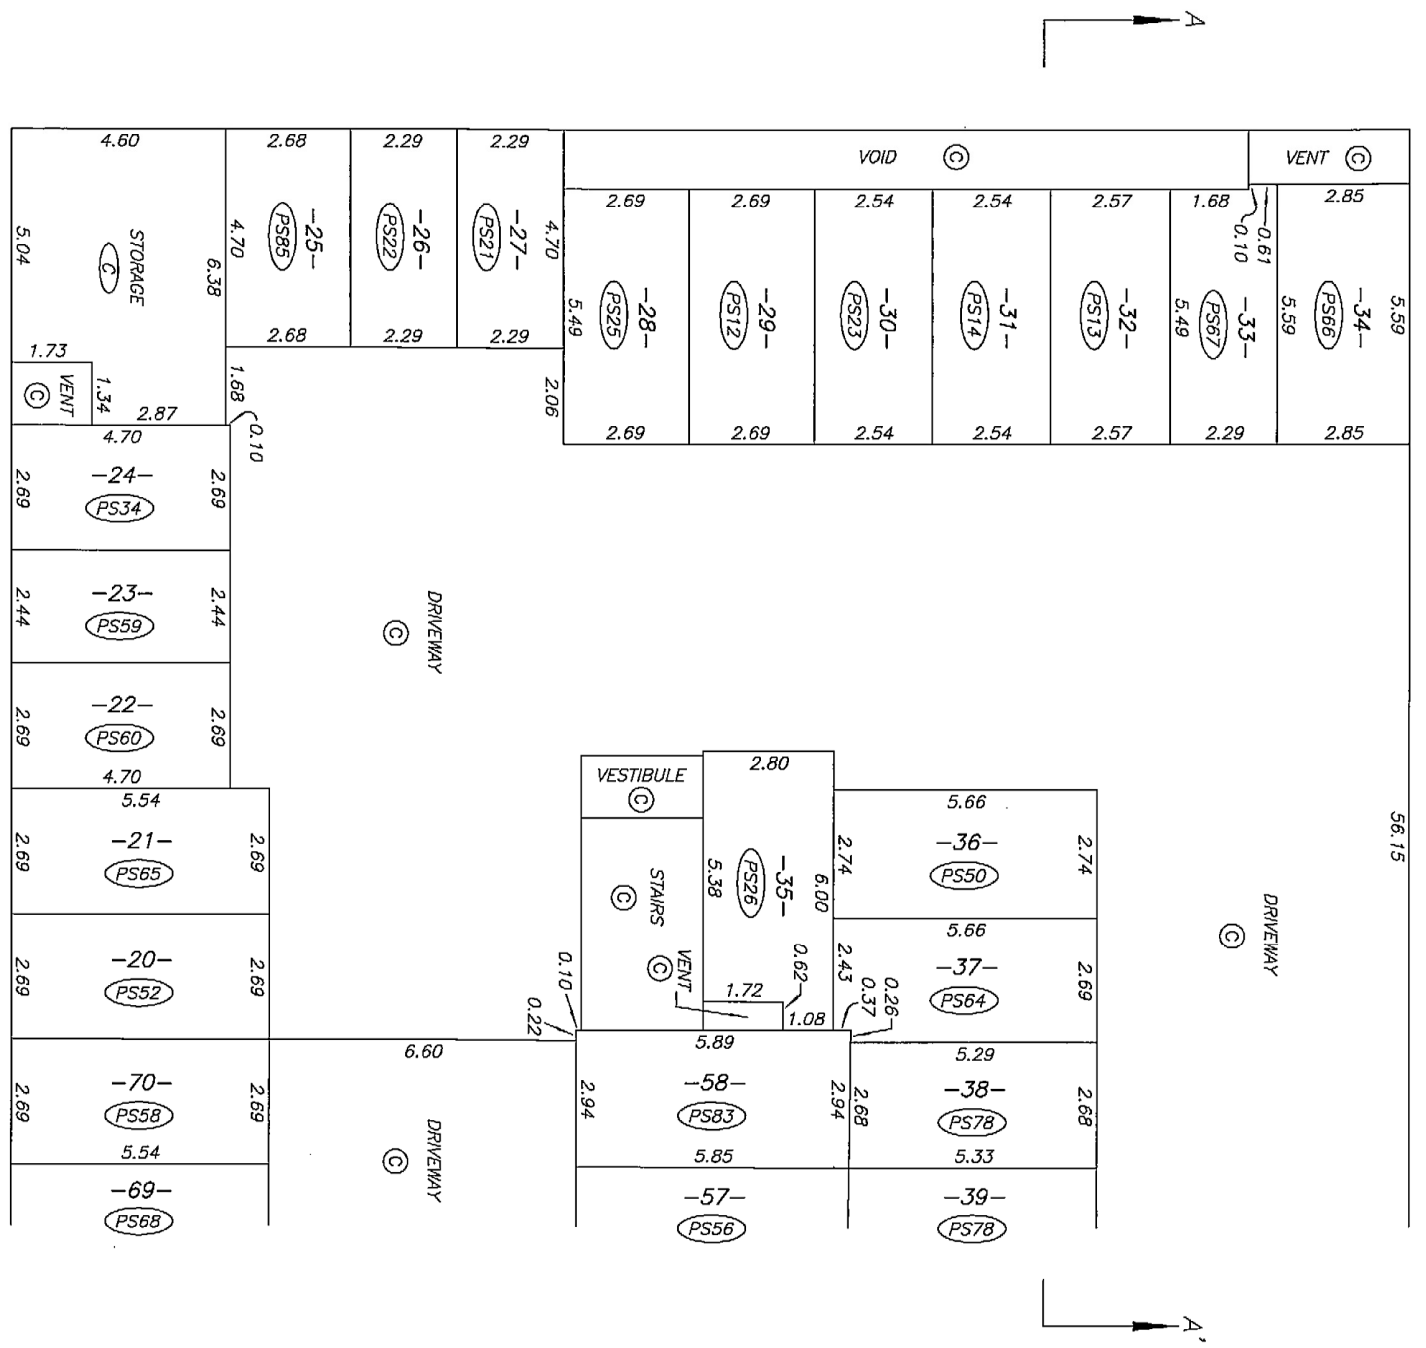 A
VOID C
VENT C
4.60
2.68
2.29
2.29
5.04
STORAGE
C
6.38
4.70
-25-
PS85
2.68
-26-
PS22
2.29
-27-
PS21
2.29
4.70
2.06
2.69
5.49
-28-
PS25
2.69
2.69
-29-
PS12
2.69
2.54
-30-
PS23
2.54
2.54
-31-
PS14
2.54
2.57
-32-
PS13
2.57
1.68
0.10
0.61
5.49
-33-
PS67
2.29
2.85
5.59
-34-
PS66
5.59
2.85
1.73
VENT
C
1.34
2.87
1.68
0.10
4.70
2.69
-24-
PS34
2.69
2.44
-23-
PS59
2.44
2.69
-22-
PS60
2.69
4.70
DRIVEWAY
C
5.54
2.69
-21-
PS65
2.69
2.69
-20-
PS52
2.69
2.69
-70-
PS58
2.69
5.54
-69-
PS68
6.60
DRIVEWAY
C
VESTIBULE
C
STAIRS
C
VENT
C
0.10
0.22
2.80
5.38
-35-
PS26
6.00
0.62
1.72
1.08
5.66
2.74
-36-
PS50
2.74
5.66
2.43
-37-
PS64
2.69
0.37
0.26
5.89
2.94
-58-
PS83
2.94
5.85
5.29
2.68
-38-
PS78
2.68
5.33
-57-
PS56
-39-
PS78
DRIVEWAY
C
56.15
A'